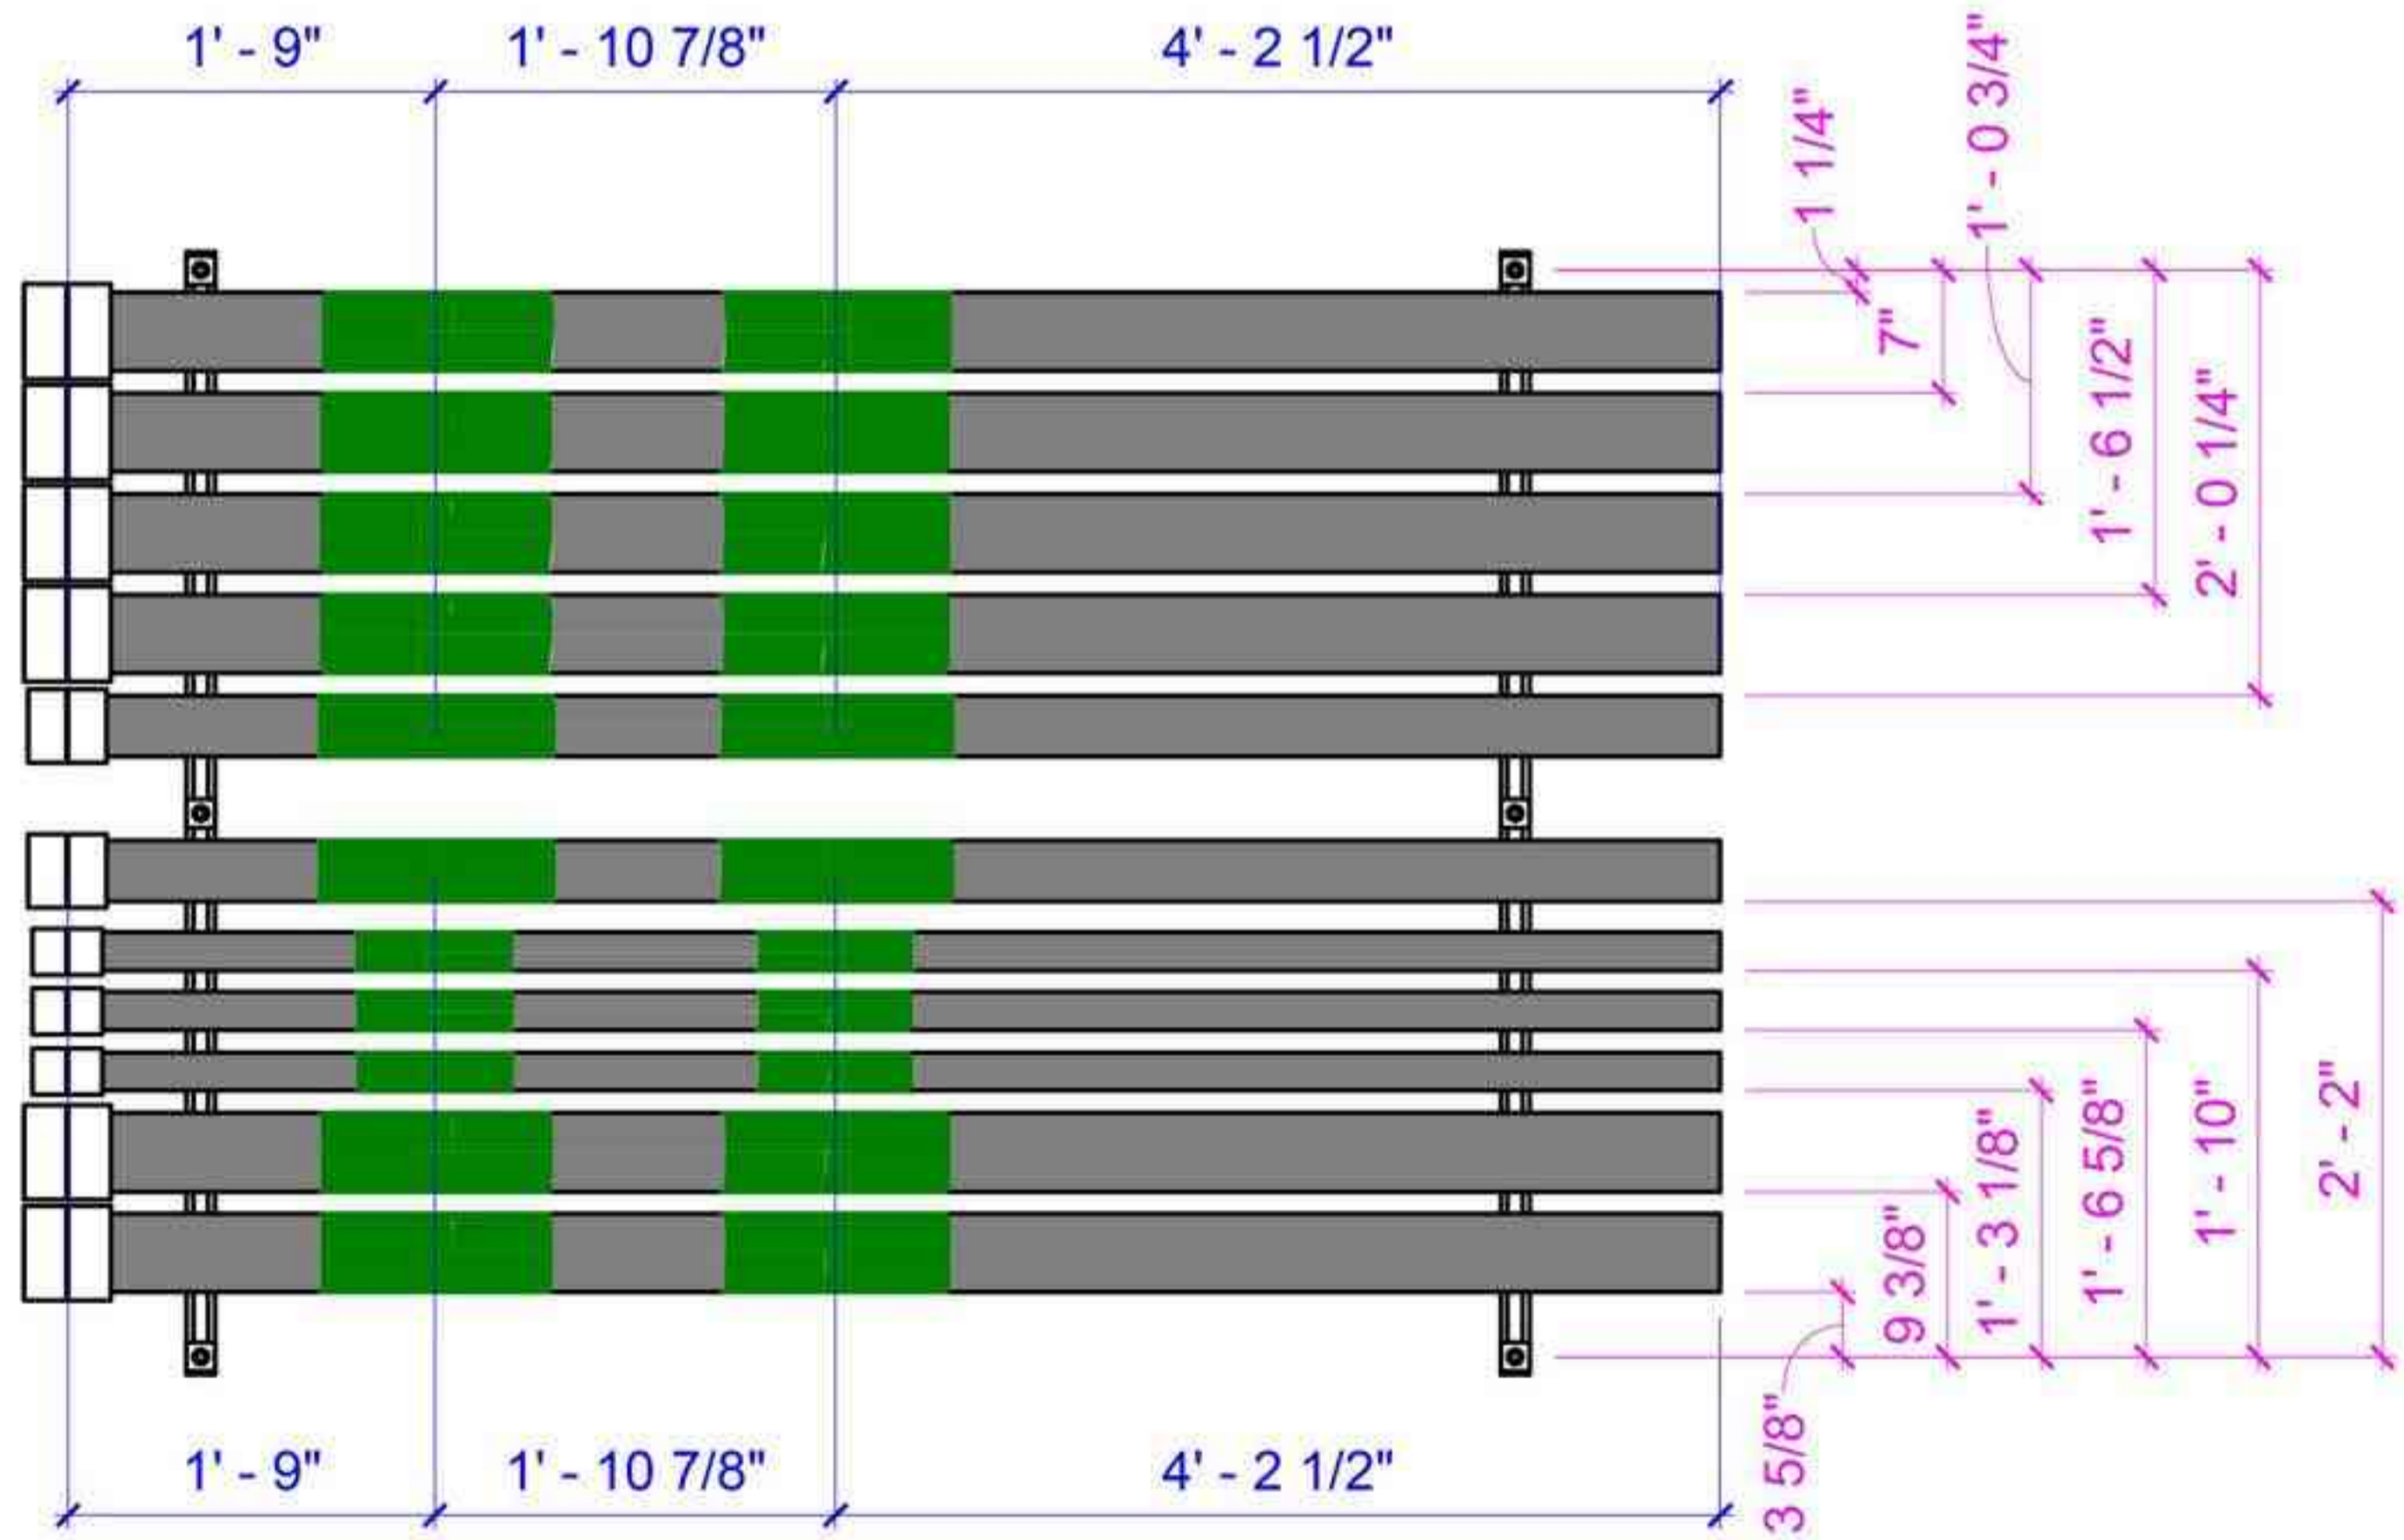 1' - 9"
1' - 10 7/8"
4' - 2 1/2"
1 1/4"
7"
1' - 0 3/4"
1' - 6 1/2"
2' - 0 1/4"
3 5/8"
9 3/8"
1' - 3 1/8"
1' - 6 5/8"
1' - 10"
2' - 2"
1' - 9"
1' - 10 7/8"
4' - 2 1/2"